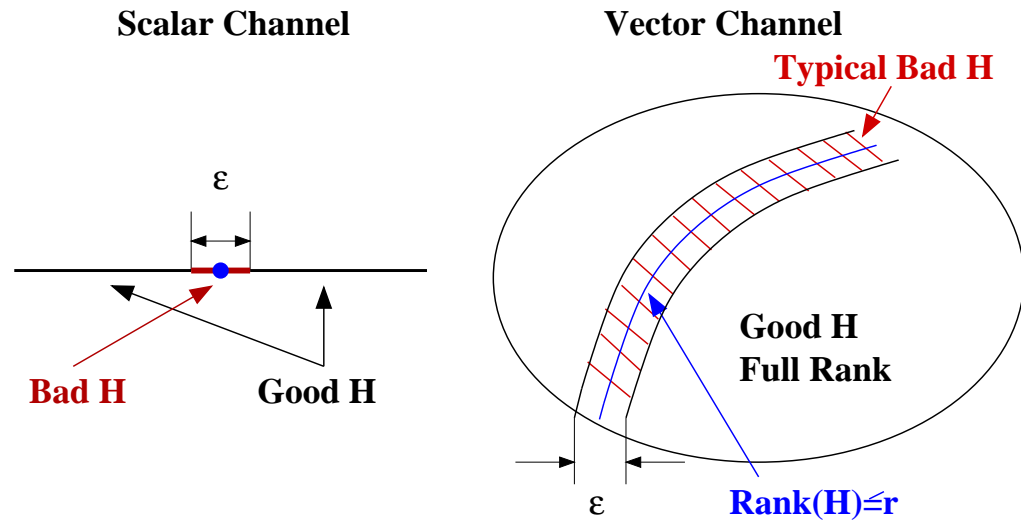 Scalar Channel
Vector Channel
Typical Bad H
ε
Good H
Full Rank
Bad H
Good H
ε
Rank(H)≤r